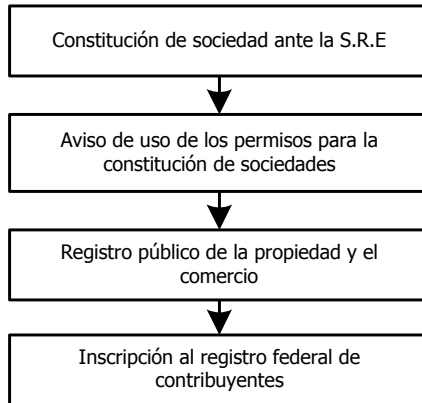 Constitución de sociedad ante la S.R.E
Aviso de uso de los permisos para la
constitución de sociedades
Registro público de la propiedad y el
comercio
Inscripción al registro federal de
contribuyentes